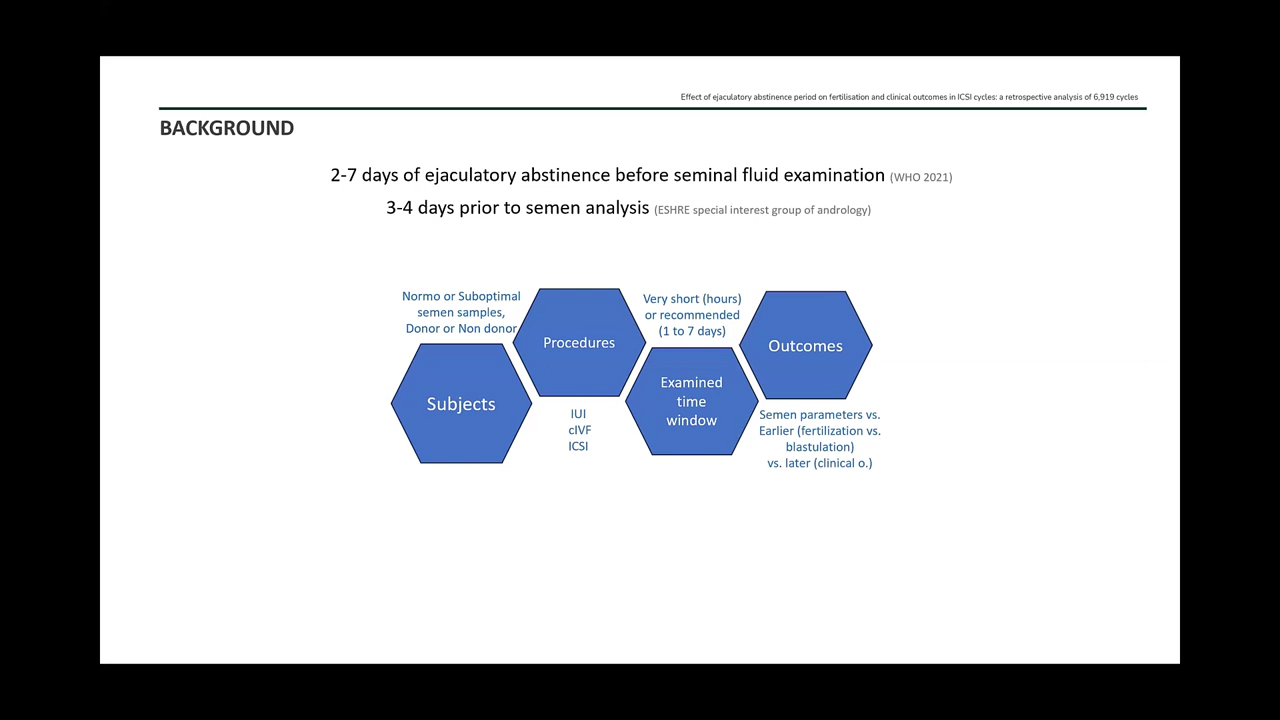 Effect of ejaculatory abstinence period on fertilisation and clinical outcomes in ICSI cycles: a retrospective analysis of 6,919 cycles
BACKGROUND
2-7 days of ejaculatory abstinence before seminal fluid examination (WHO 2021)
3-4 days prior to semen analysis (ESHRE special interest group of andrology)
Normo or Suboptimal
semen samples,
Donor or Non donor
Subjects
Procedures
IUI
cIVF
ICSI
Very short (hours)
or recommended
(1 to 7 days)
Examined
time
window
Outcomes
Semen parameters vs.
Earlier (fertilization vs.
blastulation)
vs. later (clinical o.)